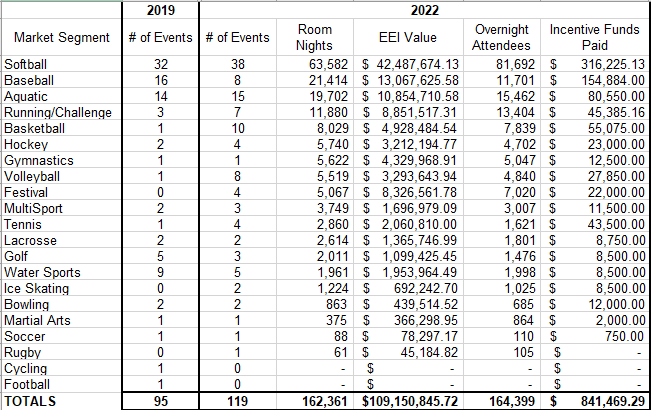 2019 2022
Market Segment # of Events # of Events Room Nights EEI Value Overnight Attendees Incentive Funds Paid
Softball 32 38 63,582 $ 42,487,674.13 81,692 $ 316,225.13
Baseball 16 8 21,414 $ 13,067,625.58 11,701 $ 154,884.00
Aquatic 14 15 19,702 $ 10,854,710.58 15,462 $ 80,550.00
Running/Challenge 3 7 11,880 $ 8,851,517.31 13,404 $ 45,385.16
Basketball 1 10 8,029 $ 4,928,484.54 7,839 $ 55,075.00
Hockey 2 4 5,740 $ 3,212,194.77 4,702 $ 23,000.00
Gymnastics 1 1 5,622 $ 4,329,968.91 5,047 $ 12,500.00
Volleyball 1 8 5,519 $ 3,293,643.94 4,840 $ 27,850.00
Festival 0 4 5,067 $ 8,326,561.78 7,020 $ 22,000.00
MultiSport 2 3 3,749 $ 1,696,979.09 3,007 $ 11,500.00
Tennis 1 4 2,860 $ 2,060,810.00 1,621 $ 43,500.00
Lacrosse 2 2 2,614 $ 1,365,746.99 1,801 $ 8,750.00
Golf 5 3 2,011 $ 1,099,425.45 1,476 $ 8,500.00
Water Sports 9 5 1,961 $ 1,953,964.49 1,998 $ 8,500.00
Ice Skating 0 2 1,224 $ 692,242.70 1,025 $ 8,500.00
Bowling 2 2 863 $ 439,514.52 685 $ 12,000.00
Martial Arts 1 1 375 $ 366,298.95 864 $ 2,000.00
Soccer 1 1 88 $ 78,297.17 110 $ 750.00
Rugby 0 1 61 $ 45,184.82 105 $ -
Cycling 1 0 - $ - - $ -
Football 1 0 - $ - - $ -
TOTALS 95 119 162,361 $109,150,845.72 164,399 $ 841,469.29